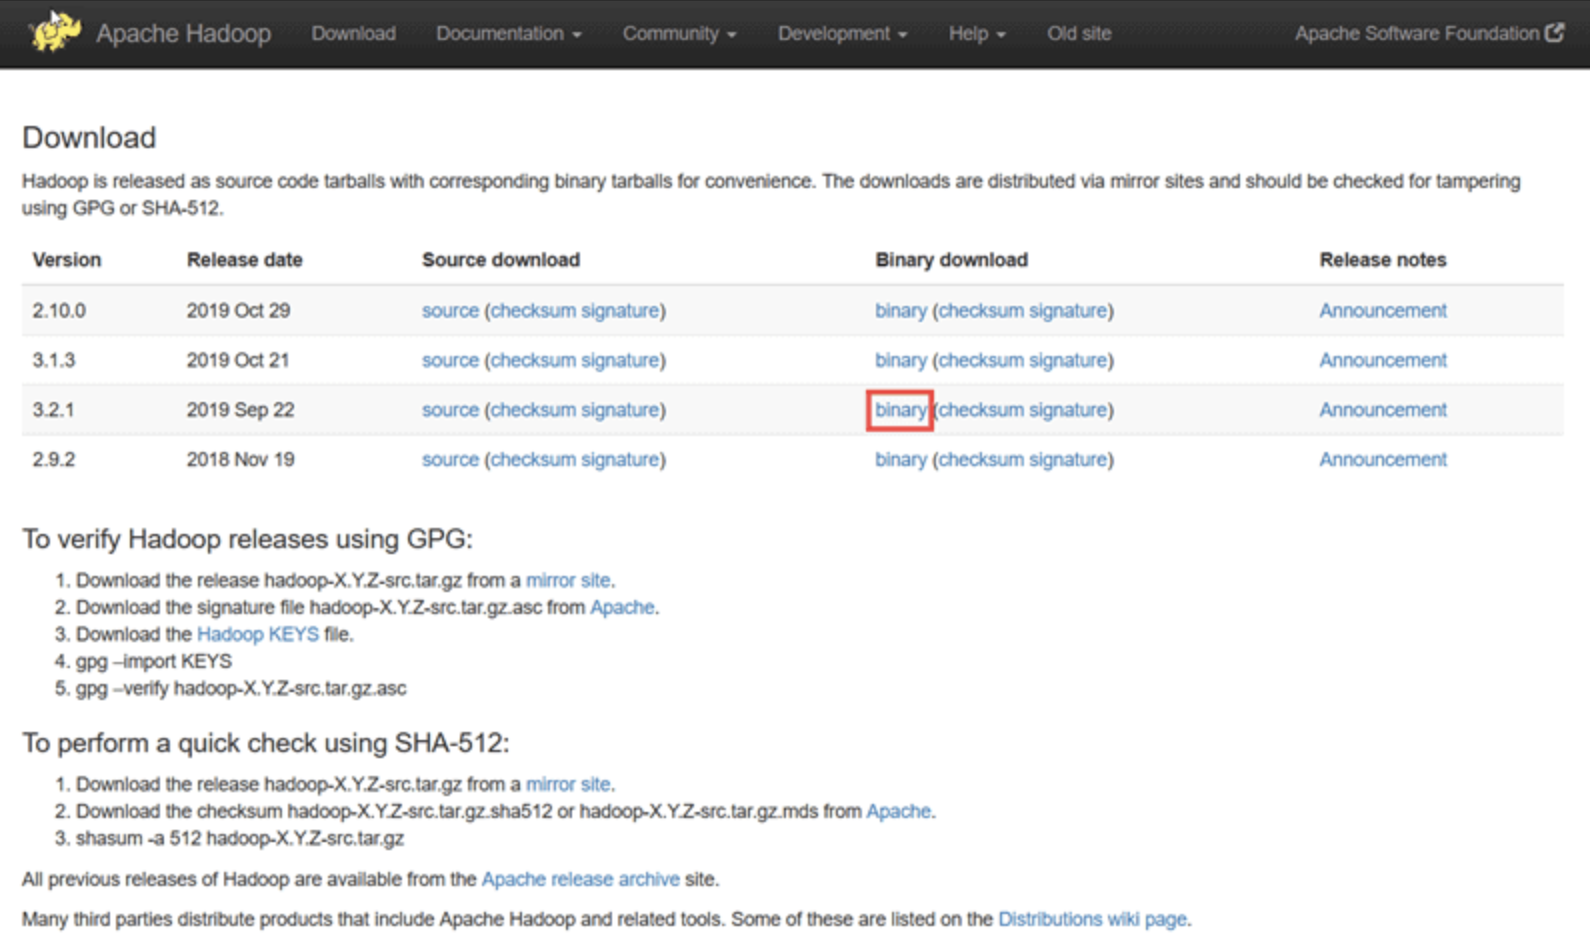 Apache Hadoop Download Documentation Community Development Help Old site Apache Software Foundation
Download
Hadoop is released as source code tarballs with corresponding binary tarballs for convenience. The downloads are distributed via mirror sites and should be checked for tampering
using GPG or SHA-512.
Version Release date Source download Binary download Release notes
2.10.0 2019 Oct 29 source (checksum signature) binary (checksum signature) Announcement
3.1.3 2019 Oct 21 source (checksum signature) binary (checksum signature) Announcement
3.2.1 2019 Sep 22 source (checksum signature) binary (checksum signature) Announcement
2.9.2 2018 Nov 19 source (checksum signature) binary (checksum signature) Announcement
To verify Hadoop releases using GPG:
1. Download the release hadoop-X.Y.Z-src.tar.gz from a mirror site.
2. Download the signature file hadoop-X.Y.Z-src.tar.gz.asc from Apache.
3. Download the Hadoop KEYS file.
4. gpg –import KEYS
5. gpg –verify hadoop-X.Y.Z-src.tar.gz.asc
To perform a quick check using SHA-512:
1. Download the release hadoop-X.Y.Z-src.tar.gz from a mirror site.
2. Download the checksum hadoop-X.Y.Z-src.tar.gz.sha512 or hadoop-X.Y.Z-src.tar.gz.mds from Apache.
3. shasum -a 512 hadoop-X.Y.Z-src.tar.gz
All previous releases of Hadoop are available from the Apache release archive site.
Many third parties distribute products that include Apache Hadoop and related tools. Some of these are listed on the Distributions wiki page.